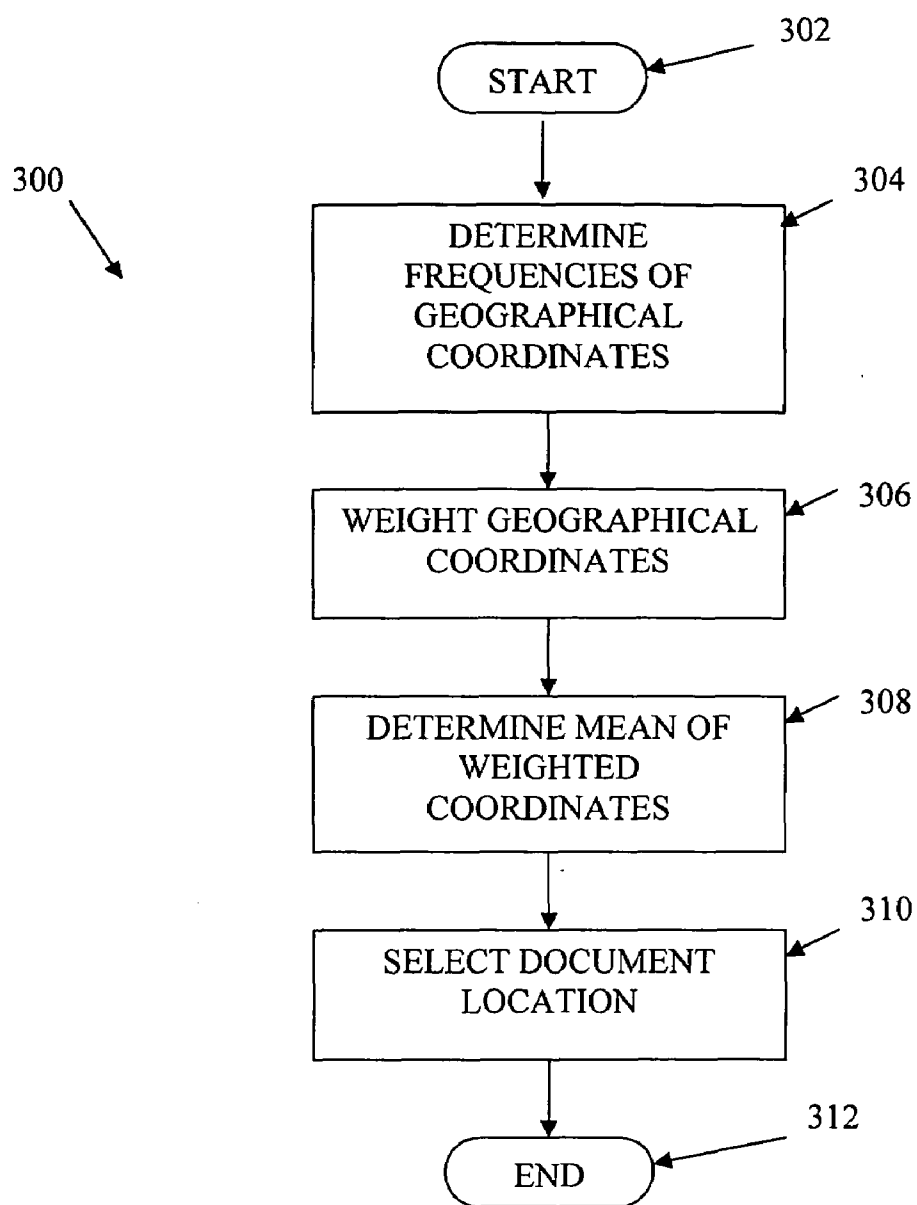 302
START
300
304
DETERMINE
FREQUENCIES OF
GEOGRAPHICAL
COORDINATES
306
WEIGHT GEOGRAPHICAL
COORDINATES
308
DETERMINE MEAN OF
WEIGHTED
COORDINATES
310
SELECT DOCUMENT
LOCATION
312
END